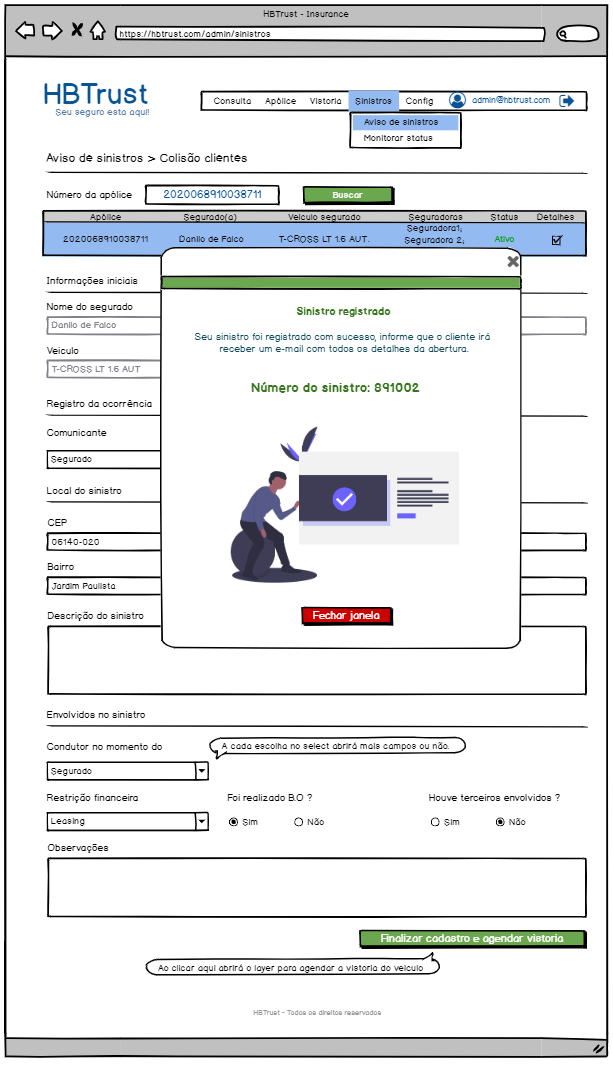 HBTrust - Insurance
https://hbtrust.com/admin/sinistros
HBTrust
Seu seguro esta aqui!
Consulta Apólice Vistoria Sinistros Config admin@hbtrust.com
Aviso de sinistros
Monitorar status
Aviso de sinistros > Colisão clientes
Número da apólice 2020068910038711 Buscar
Apólice Segurado(a) Veículo segurado Seguradoras Status Detalhes
2020068910038711 Danilo de Falco T-CROSS LT 1.6 AUT. Seguradora1; Ativo
Seguradora 2;
Informações iniciais
Nome do segurado
Danilo de Falco
Veículo
T-CROSS LT 1.6 AUT
Registro da ocorrência
Comunicante
Segurado
Local do sinistro
CEP
06140-020
Bairro
Jardim Paulista
Descrição do sinistro
Sinistro registrado
Seu sinistro foi registrado com sucesso, informe que o cliente irá
receber um e-mail com todos os detalhes da abertura.
Número do sinistro: 891002
Fechar janela
Envolvidos no sinistro
Condutor no momento do
A cada escolha no select abrirá mais campos ou não.
Segurado
Restrição financeira Foi realizado B.O ? Houve terceiros envolvidos ?
Leasing Sim Não Sim Não
Observações
Finalizar cadastro e agendar vistoria
Ao clicar aqui abrirá o layer para agendar a vistoria do veículo
HBTrust - Todos os direitos reservados